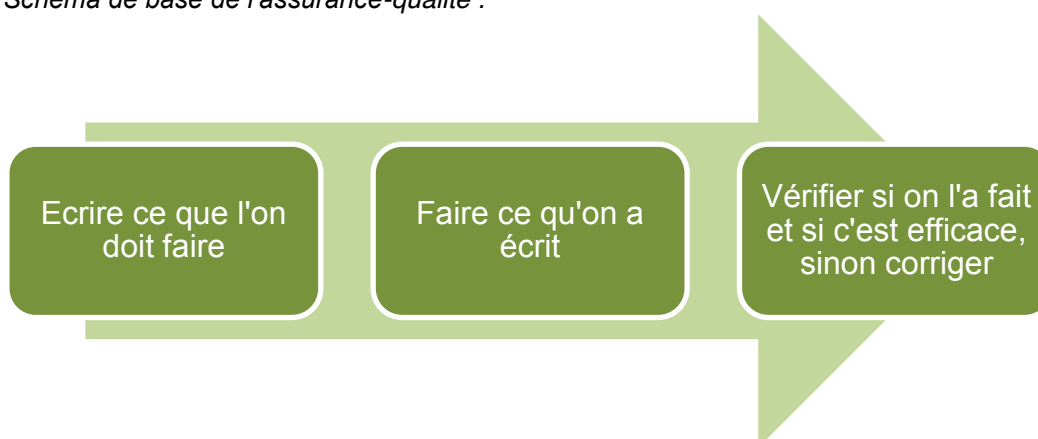 Schéma de base de l'assurance-qualité :
Ecrire ce que l'on
doit faire
Faire ce qu'on a
écrit
Vérifier si on l'a fait
et si c'est efficace,
sinon corriger